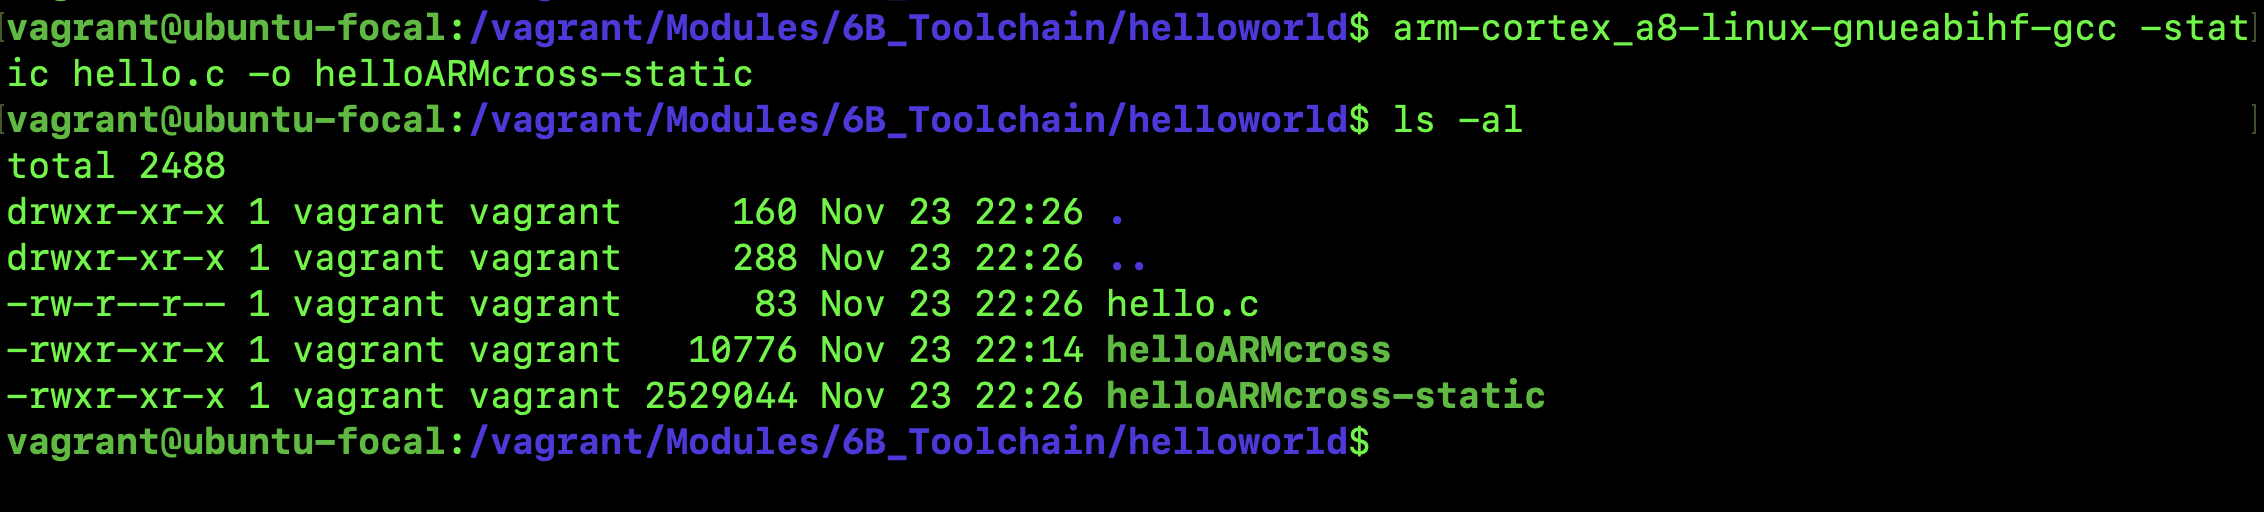 [vagrant@ubuntu-focal:/vagrant/Modules/6B_Toolchain/helloworld$ arm-cortex_a8-linux-gnueabihf-gcc -stat]
ic hello.c -o helloARMcross-static
[vagrant@ubuntu-focal:/vagrant/Modules/6B_Toolchain/helloworld$ ls -al ]
total 2488
drwxr-xr-x 1 vagrant vagrant     160 Nov 23 22:26 .
drwxr-xr-x 1 vagrant vagrant     288 Nov 23 22:26 ..
-rw-r--r-- 1 vagrant vagrant      83 Nov 23 22:26 hello.c
-rwxr-xr-x 1 vagrant vagrant   10776 Nov 23 22:14 helloARMcross
-rwxr-xr-x 1 vagrant vagrant 2529044 Nov 23 22:26 helloARMcross-static
vagrant@ubuntu-focal:/vagrant/Modules/6B_Toolchain/helloworld$